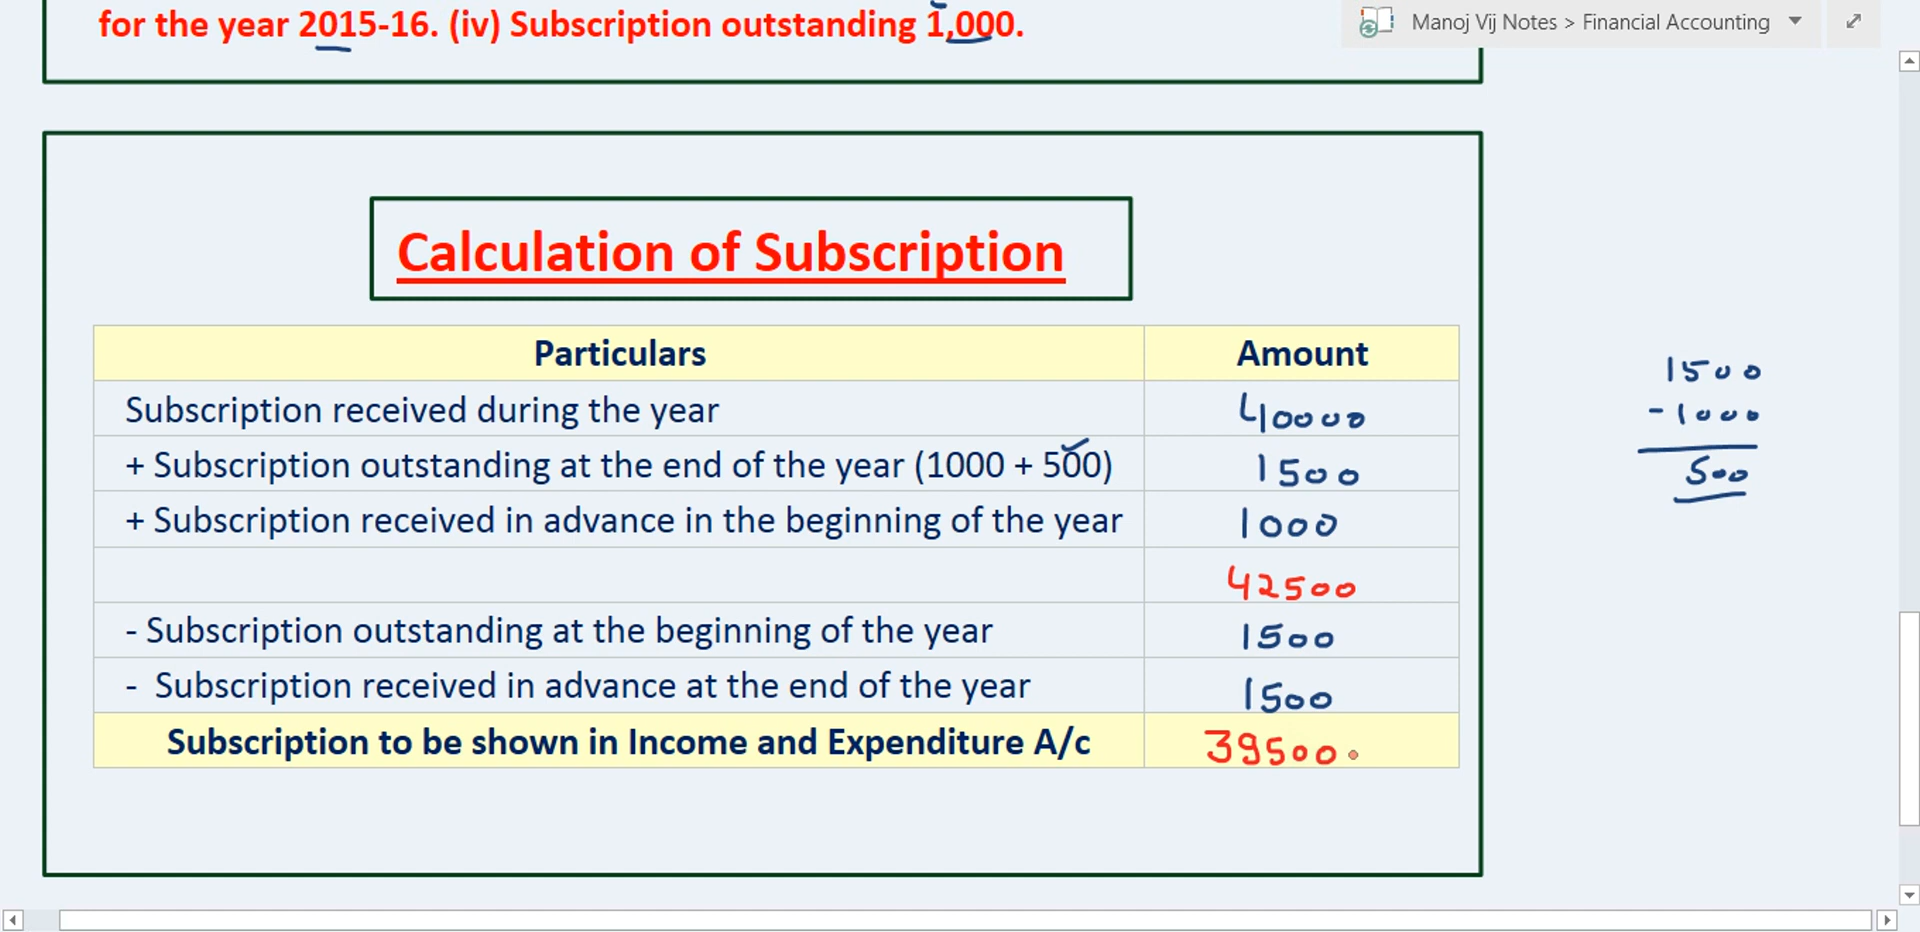 for the year 2015-16. (iv) Subscription outstanding 1,000.
Manoj Vij Notes > Financial Accounting
Calculation of Subscription
Particulars Amount
Subscription received during the year 40000
+ Subscription outstanding at the end of the year (1000 + 500) 1500
+ Subscription received in advance in the beginning of the year 1000
42500
- Subscription outstanding at the beginning of the year 1500
- Subscription received in advance at the end of the year 1500
Subscription to be shown in Income and Expenditure A/c 39500
1500
-1000
500